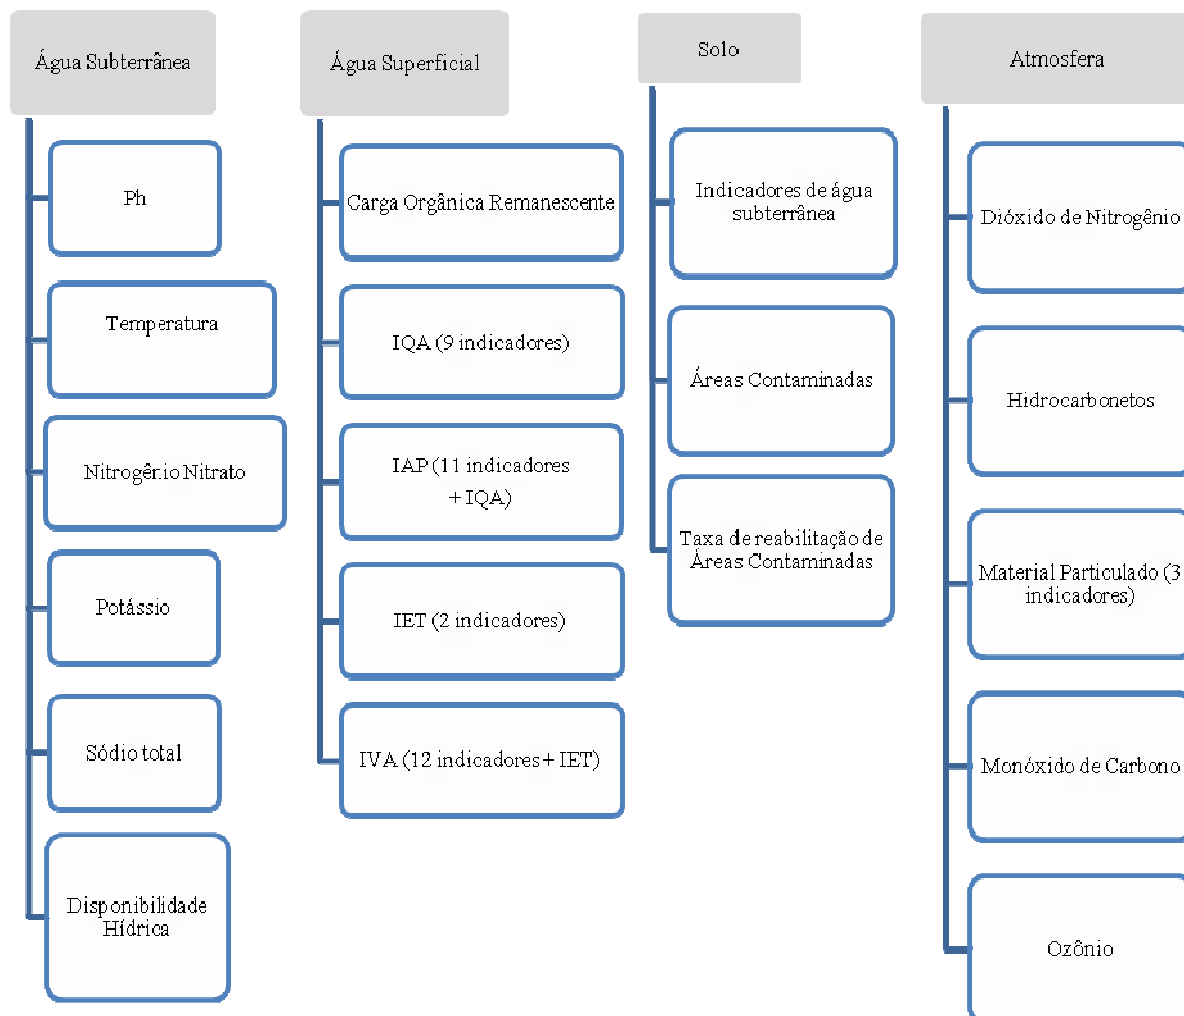 Água Subterrânea
Ph
Temperatura
Nitrogênio Nitrato
Potássio
Sódio total
Disponibilidade
Hídrica
Água Superficial
Carga Orgânica Remanescente
IQA (9 indicadores)
IAP (11 indicadores
+ IQA)
IET (2 indicadores)
IVA (12 indicadores + IET)
Solo
Indicadores de água
subterrânea
Áreas Contaminadas
Taxa de reabilitação de
Áreas Contaminadas
Atmosfera
Dióxido de Nitrogênio
Hidrocarbonetos
Material Particulado (3
indicadores)
Monóxido de Carbono
Ozônio